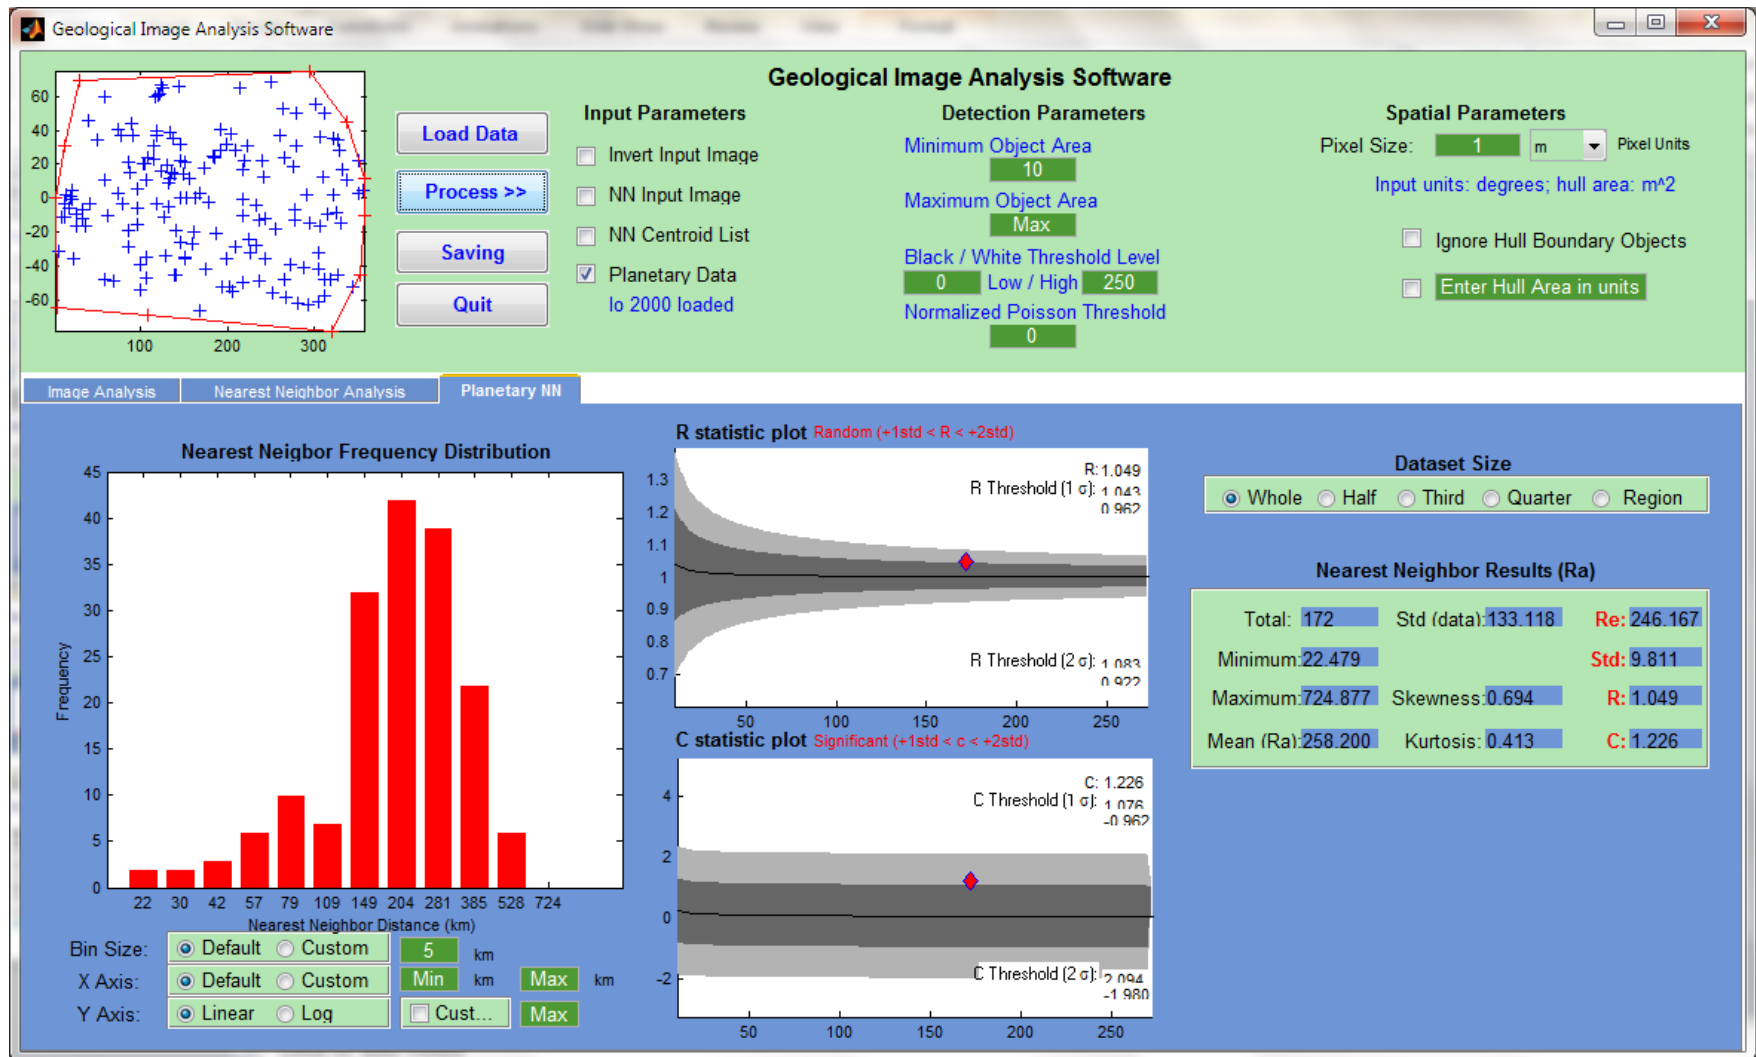 Geological Image Analysis Software
Geological Image Analysis Software
60
40
20
0
-20
-40
-60
100 200 300
Load Data
Process >>
Saving
Quit
Input Parameters
Invert Input Image
NN Input Image
NN Centroid List
Planetary Data
Io 2000 loaded
Detection Parameters
Minimum Object Area
10
Maximum Object Area
Max
Black / White Threshold Level
0 Low / High 250
Normalized Poisson Threshold
0
Spatial Parameters
Pixel Size: 1 m Pixel Units
Input units: degrees; hull area: m^2
Ignore Hull Boundary Objects
Enter Hull Area in units
Image Analysis Nearest Neighbor Analysis Planetary NN
Nearest Neigbor Frequency Distribution
45
40
35
30
25
20
15
10
5
0
Frequency
22 30 42 57 79 109 149 204 281 385 528 724
Nearest Neighbor Distance (km)
Bin Size: Default Custom 5 km
X Axis: Default Custom Min km Max km
Y Axis: Linear Log Cust... Max
R statistic plot Random (+1std < R < +2std)
R: 1.049
R Threshold (1 σ): 1.043
0.962
1.3
1.2
1.1
1
0.9
0.8
0.7
R Threshold (2 σ): 1.083
0.922
50 100 150 200 250
C statistic plot Significant (+1std < c < +2std)
C: 1.226
C Threshold (1 σ): 1.076
-0.962
4
2
0
-2
C Threshold (2 σ): 2.094
-1.980
50 100 150 200 250
Dataset Size
Whole Half Third Quarter Region
Nearest Neighbor Results (Ra)
Total: 172 Std (data): 133.118 Re: 246.167
Minimum: 22.479 Std: 9.811
Maximum: 724.877 Skewness: 0.694 R: 1.049
Mean (Ra): 258.200 Kurtosis: 0.413 C: 1.226